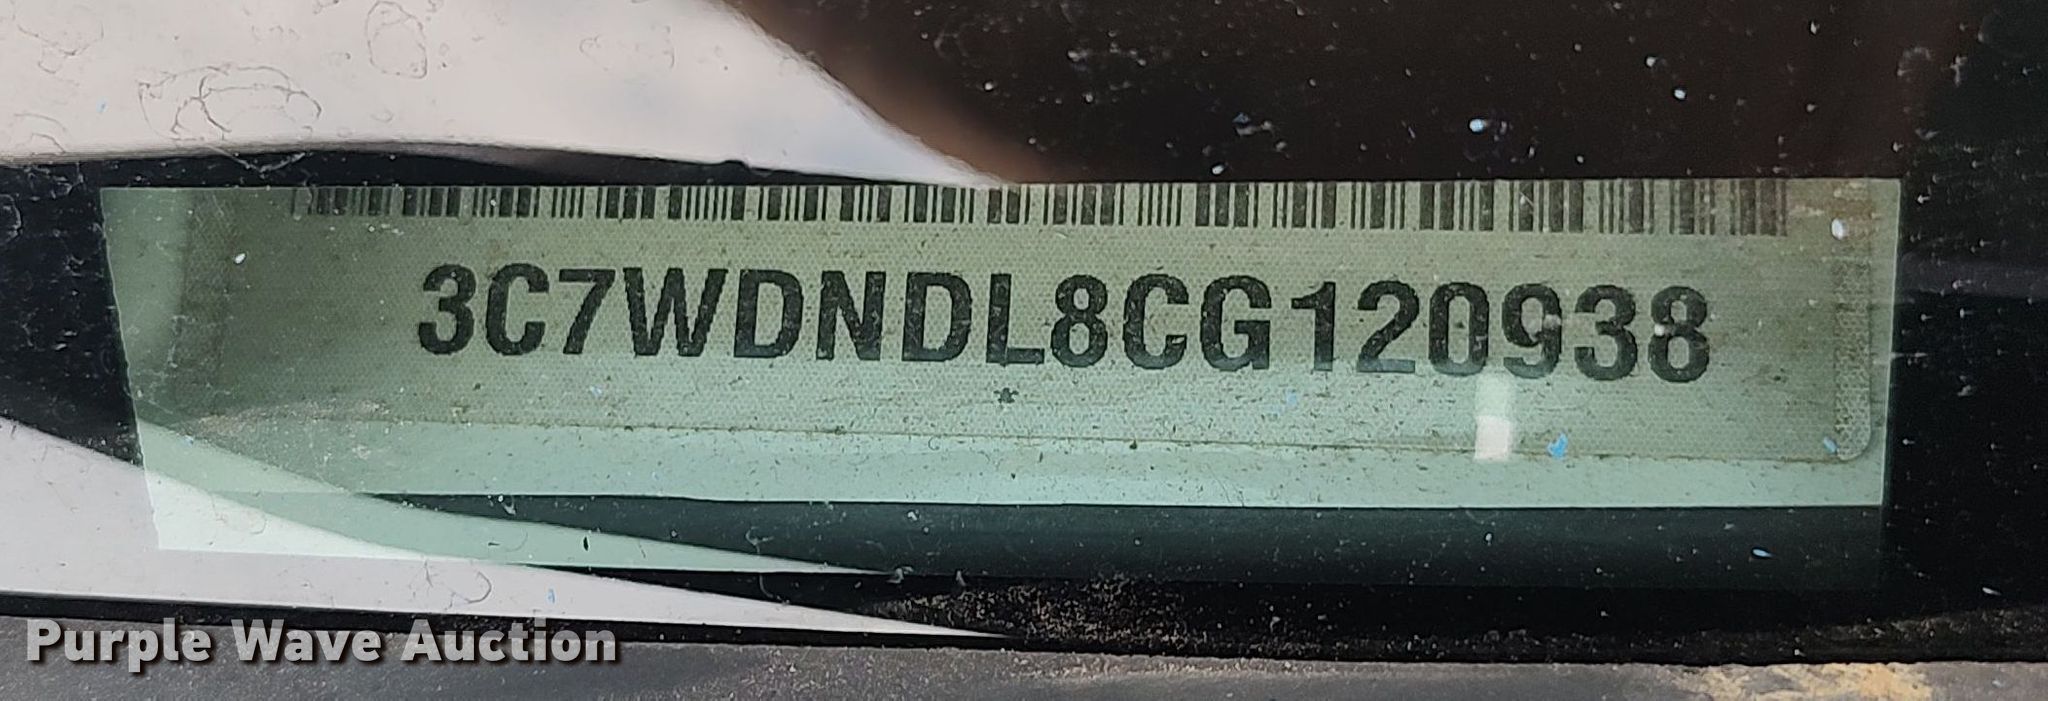 3C7WDNDL8CG120938
Purple Wave Auction